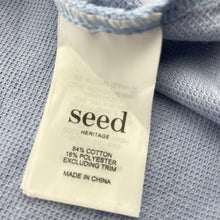 seed
HERITAGE
84% COTTON
16% POLYESTER
EXCLUDING TRIM
MADE IN CHINA